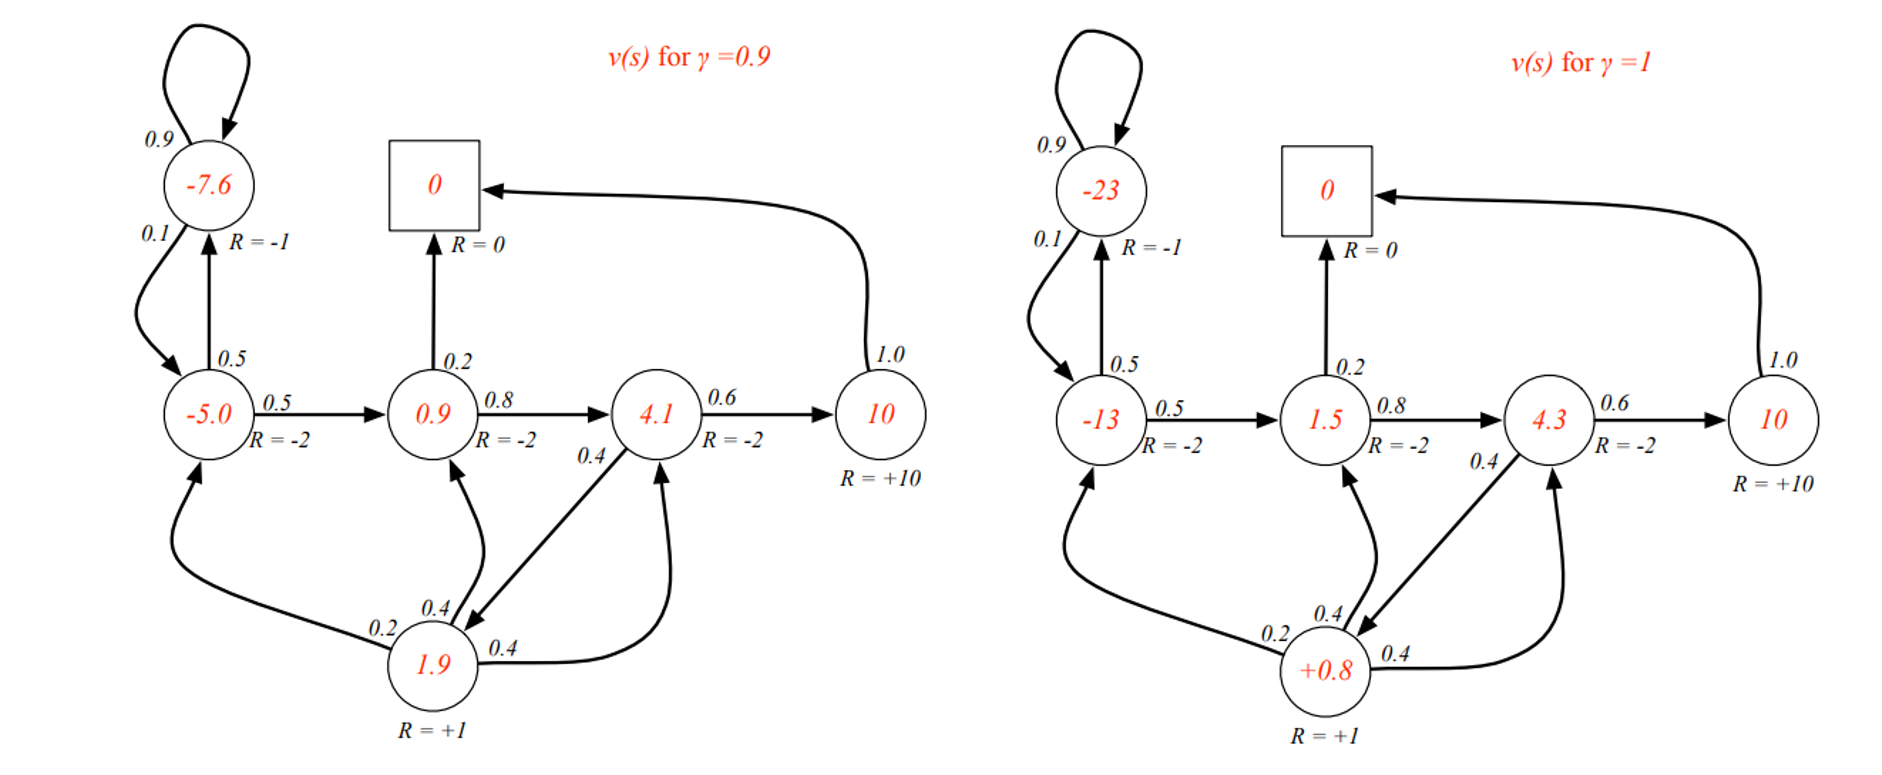 v(s) for γ =0.9
0.9
-7.6
0
0.1
R = -1
R = 0
0.5
0.2
1.0
-5.0
0.5
0.9
0.8
4.1
0.6
10
R = -2
R = -2
R = -2
0.4
R = +10
0.4
0.2
0.4
1.9
R = +1
v(s) for γ =1
0.9
-23
0
0.1
R = -1
R = 0
0.5
0.2
1.0
-13
0.5
1.5
0.8
4.3
0.6
10
R = -2
R = -2
R = -2
0.4
R = +10
0.4
0.2
0.4
+0.8
R = +1